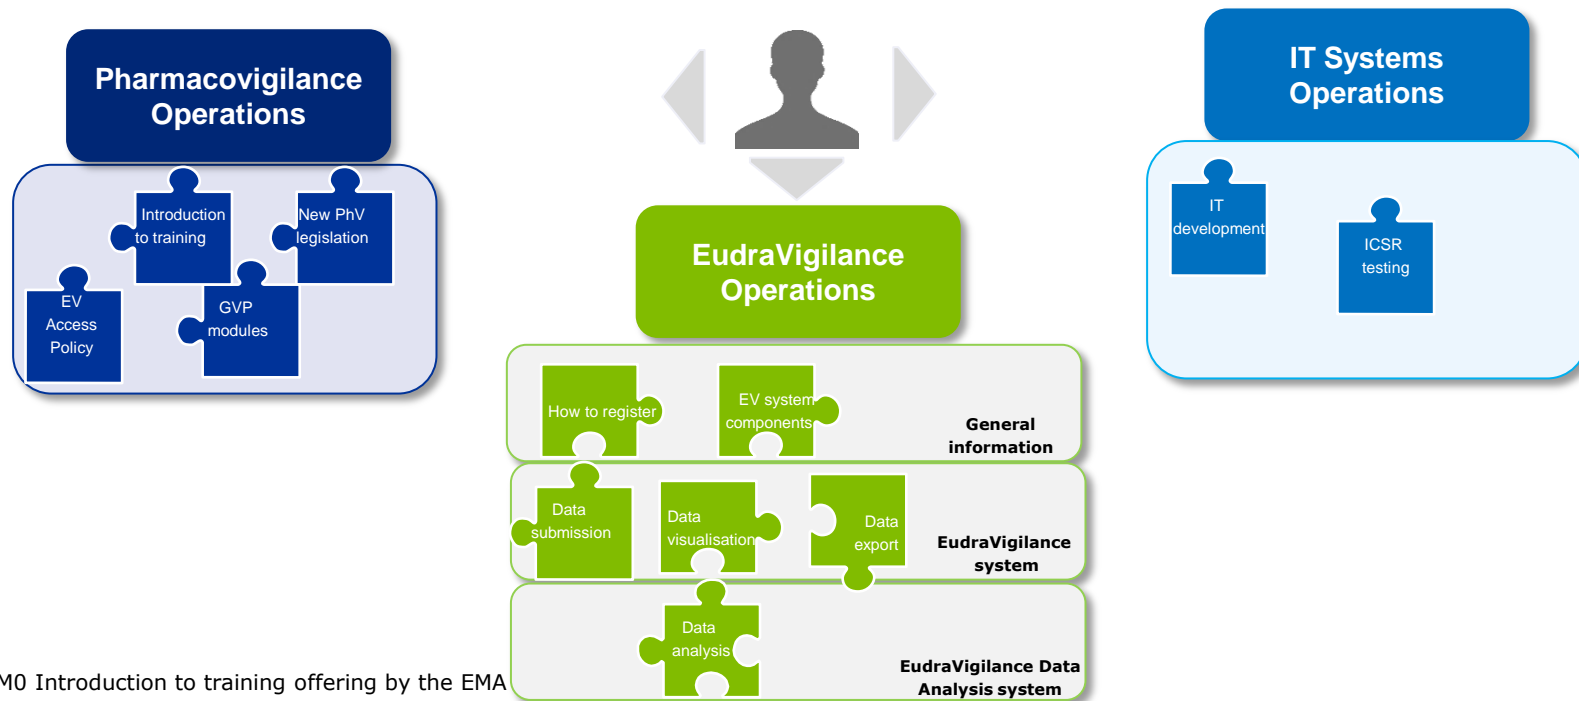 Pharmacovigilance
Operations
Introduction
to training
New PhV
legislation
EV
Access
Policy
GVP
modules
EudraVigilance
Operations
How to register
EV system
components
General
information
Data
submission
Data
visualisation
Data
export
EudraVigilance
system
Data
analysis
EudraVigilance Data
Analysis system
IT Systems
Operations
IT
development
ICSR
testing
M0 Introduction to training offering by the EMA